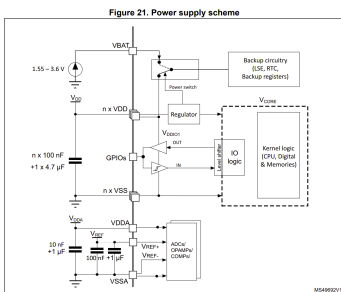 Figure 21. Power supply scheme
VBAT
1.55 – 3.6 V
Backup circuitry
(LSE, RTC,
Backup registers)
Power switch
VDD
n x VDD
Regulator
VCORE
VDDIO1
OUT
n x 100 nF
+1 x 4.7 μF
GPIOs
IN
Level shifter
IO
logic
Kernel logic
(CPU, Digital
& Memories)
n x VSS
VDDA
VDDA
VREF
10 nF
+1 μF
VREF+
VREF-
100 nF
+1 μF
ADCs/
OPAMPs/
COMPs/
VSSA
MS49692V1